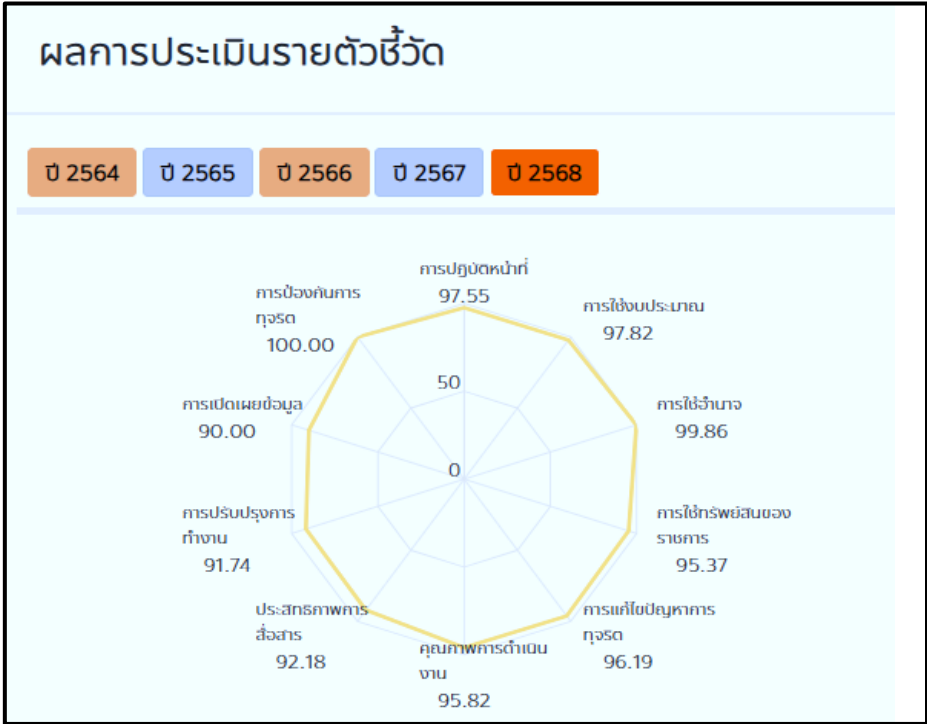 ผลการประเมินรายตัวชี้วัด
ปี 2564 ปี 2565 ปี 2566 ปี 2567 ปี 2568
การปฏิบัติหน้าที่
97.55
การใช้งบประมาณ
97.82
การใช้อำนาจ
99.86
การใช้ทรัพย์สินของ
ราชการ
95.37
การแก้ไขปัญหาการ
ทุจริต
96.19
คุณภาพการดำเนิน
งาน
95.82
ประสิทธิภาพการ
สื่อสาร
92.18
การปรับปรุงการ
ทำงาน
91.74
การเปิดเผยข้อมูล
90.00
การป้องกันการ
ทุจริต
100.00
50
0